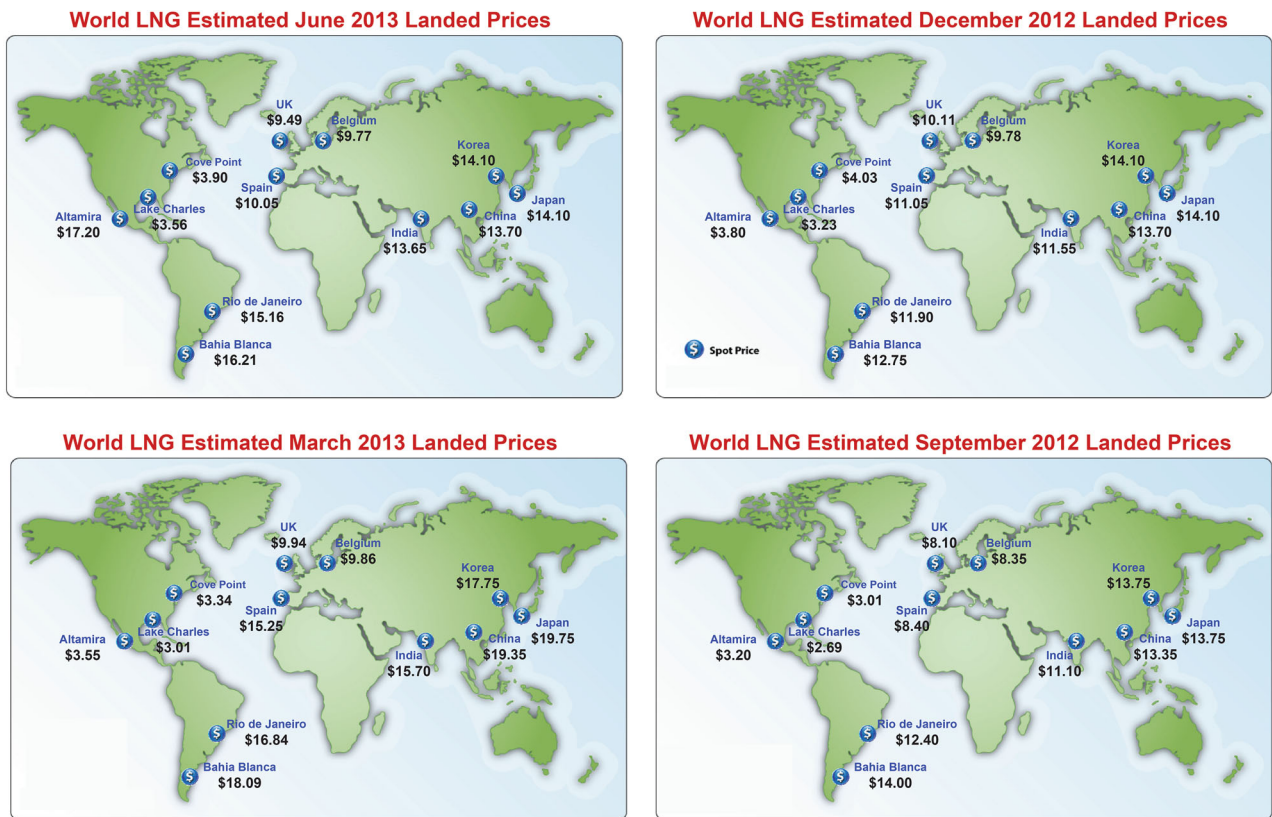 World LNG Estimated June 2013 Landed Prices
UK
$9.49
Belgium
$9.77
Cove Point
$3.90
Korea
$14.10
Spain
$10.05
Japan
$14.10
Altamira
$17.20
Lake Charles
$3.56
China
$13.70
India
$13.65
Rio de Janeiro
$15.16
Bahia Blanca
$16.21
World LNG Estimated December 2012 Landed Prices
UK
$10.11
Belgium
$9.78
Cove Point
$4.03
Korea
$14.10
Spain
$11.05
Japan
$14.10
Altamira
$3.80
Lake Charles
$3.23
China
$13.70
India
$11.55
Rio de Janeiro
$11.90
Bahia Blanca
$12.75
$ Spot Price
World LNG Estimated March 2013 Landed Prices
UK
$9.94
Belgium
$9.86
Cove Point
$3.34
Korea
$17.75
Spain
$15.25
Japan
$19.75
Altamira
$3.55
Lake Charles
$3.01
China
$19.35
India
$15.70
Rio de Janeiro
$16.84
Bahia Blanca
$18.09
World LNG Estimated September 2012 Landed Prices
UK
$8.10
Belgium
$8.35
Cove Point
$3.01
Korea
$13.75
Spain
$8.40
Japan
$13.75
Altamira
$3.20
Lake Charles
$2.69
China
$13.35
India
$11.10
Rio de Janeiro
$12.40
Bahia Blanca
$14.00